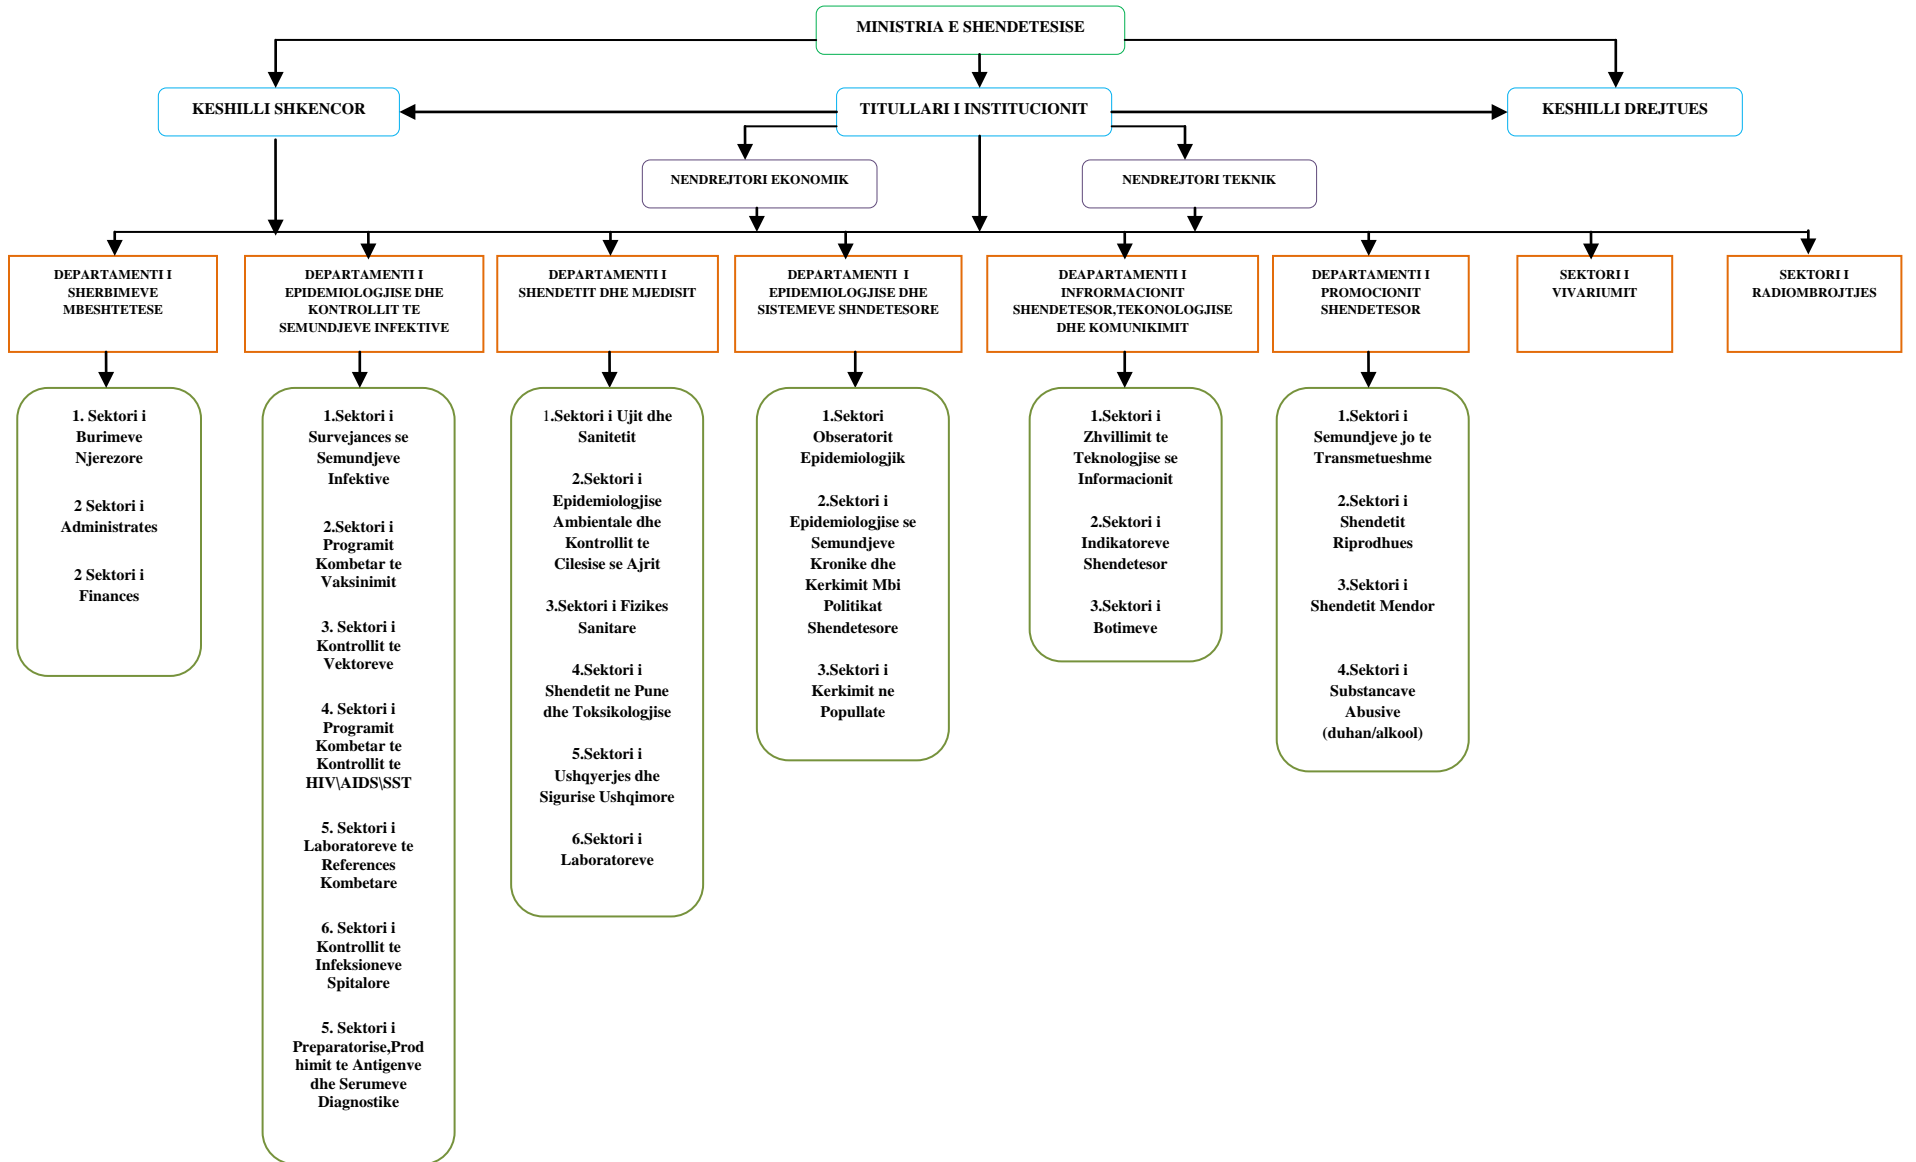 MINISTRIA E SHENDETESISE
KESHILLI SHKENCOR
TITULLARI I INSTITUCIONIT
KESHILLI DREJTUES
NENDREJTORI EKONOMIK
NENDREJTORI TEKNIK
DEPARTAMENTI I
SHERBIMEVE
MBESHTETESE
DEPARTAMENTI I
EPIDEMIOLOGJISE DHE
KONTROLLIT TE
SEMUNDJEVE INFEKTIVE
DEPARTAMENTI I
SHENDETIT DHE MJEDISIT
DEPARTAMENTI I
EPIDEMIOLOGJISE DHE
SISTEMEVE SHNDETESORE
DEAPARTAMENTI I
INFRORMACIONIT
SHENDETESOR,TEKONOLOGJISE
DHE KOMUNIKIMIT
DEPARTAMENTI I
PROMOCIONIT
SHENDETESOR
SEKTORI I
VIVARIUMIT
SEKTORI I
RADIOMBROJTJES
1. Sektori i
Burimeve
Njerezore
2 Sektori i
Administrates
2 Sektori i
Finances
1.Sektori i
Survejances se
Semundjeve
Infektive
2.Sektori i
Programit
Kombetar te
Vaksinimit
3. Sektori i
Kontrollit te
Vektoreve
4. Sektori i
Programit
Kombetar te
Kontrollit te
HIV\AIDS\SST
5. Sektori i
Laboratoreve te
References
Kombetare
6. Sektori i
Kontrollit te
Infeksioneve
Spitalore
5. Sektori i
Preparatorise,Prod
himit te Antigenve
dhe Serumeve
Diagnostike
1.Sektori i Ujit dhe
Sanitetit
2.Sektori i
Epidemiologjise
Ambientale dhe
Kontrollit te
Cilesise se Ajrit
3.Sektori i Fizikes
Sanitare
4.Sektori i
Shendetit ne Pune
dhe Toksikologjise
5.Sektori i
Ushqyerjes dhe
Sigurise Ushqimore
6.Sektori i
Laboratoreve
1.Sektori
Obseratorit
Epidemiologjik
2.Sektori i
Epidemiologjise se
Semundjeve
Kronike dhe
Kerkimit Mbi
Politikat
Shendetesore
3.Sektori i
Kerkimit ne
Popullate
1.Sektori i
Zhvillimit te
Teknologjise se
Informacionit
2.Sektori i
Indikatoreve
Shendetesor
3.Sektori i
Botimeve
1.Sektori i
Semundjeve jo te
Transmetueshme
2.Sektori i
Shendetit
Riprodhues
3.Sektori i
Shendetit Mendor
4.Sektori i
Substancave
Abusive
(duhan/alkool)